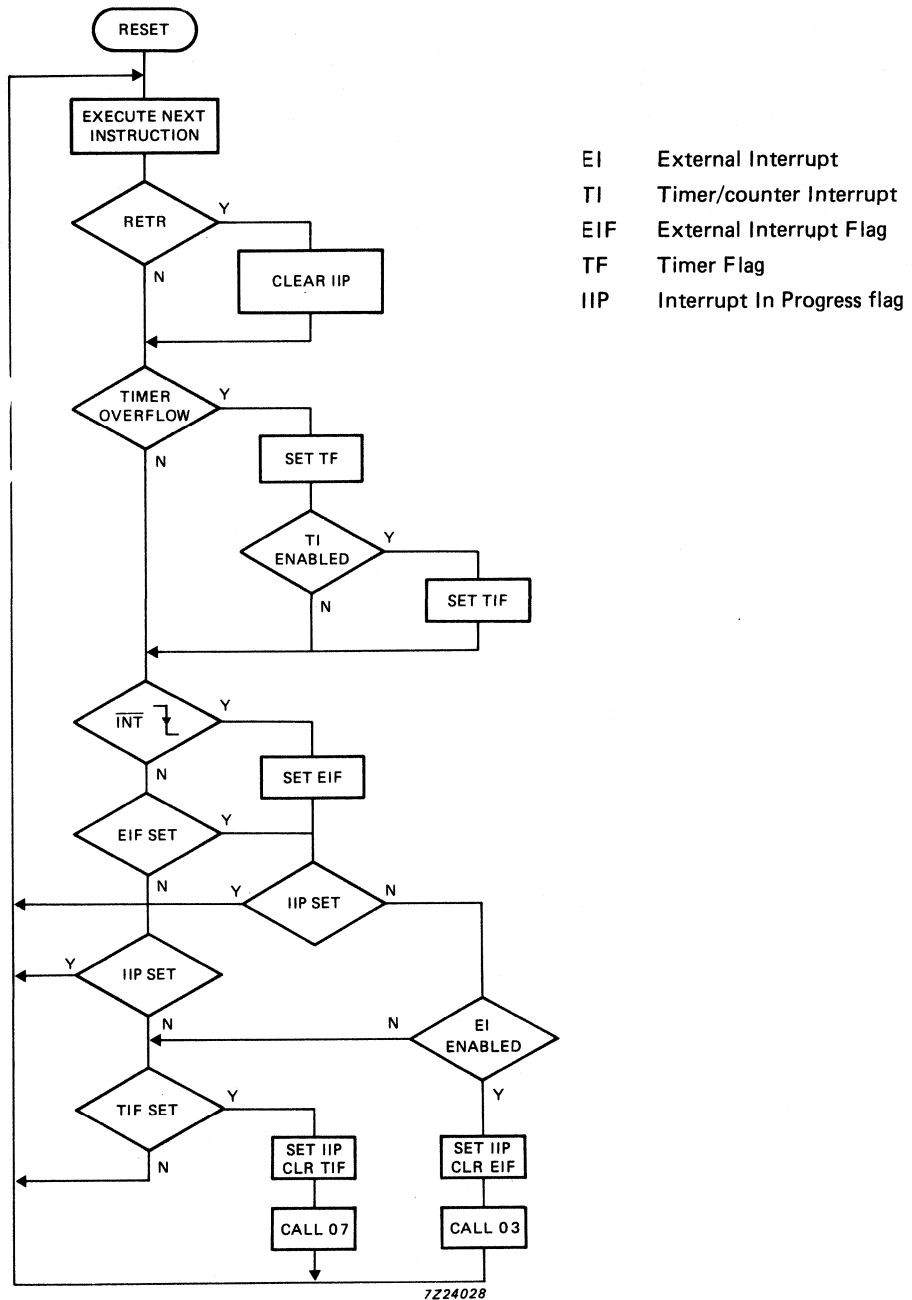 RESET
EXECUTE NEXT
INSTRUCTION
EI External Interrupt
TI Timer/counter Interrupt
EIF External Interrupt Flag
TF Timer Flag
IIP Interrupt In Progress flag
RETR
Y
N
CLEAR IIP
TIMER
OVERFLOW
Y
N
SET TF
TI
ENABLED
Y
N
SET TIF
INT
Y
N
SET EIF
EIF SET
Y
N
IIP SET
Y
N
IIP SET
Y
N
EI
ENABLED
N
Y
TIF SET
Y
N
SET IIP
CLR TIF
SET IIP
CLR EIF
CALL 07
CALL 03
7Z24028